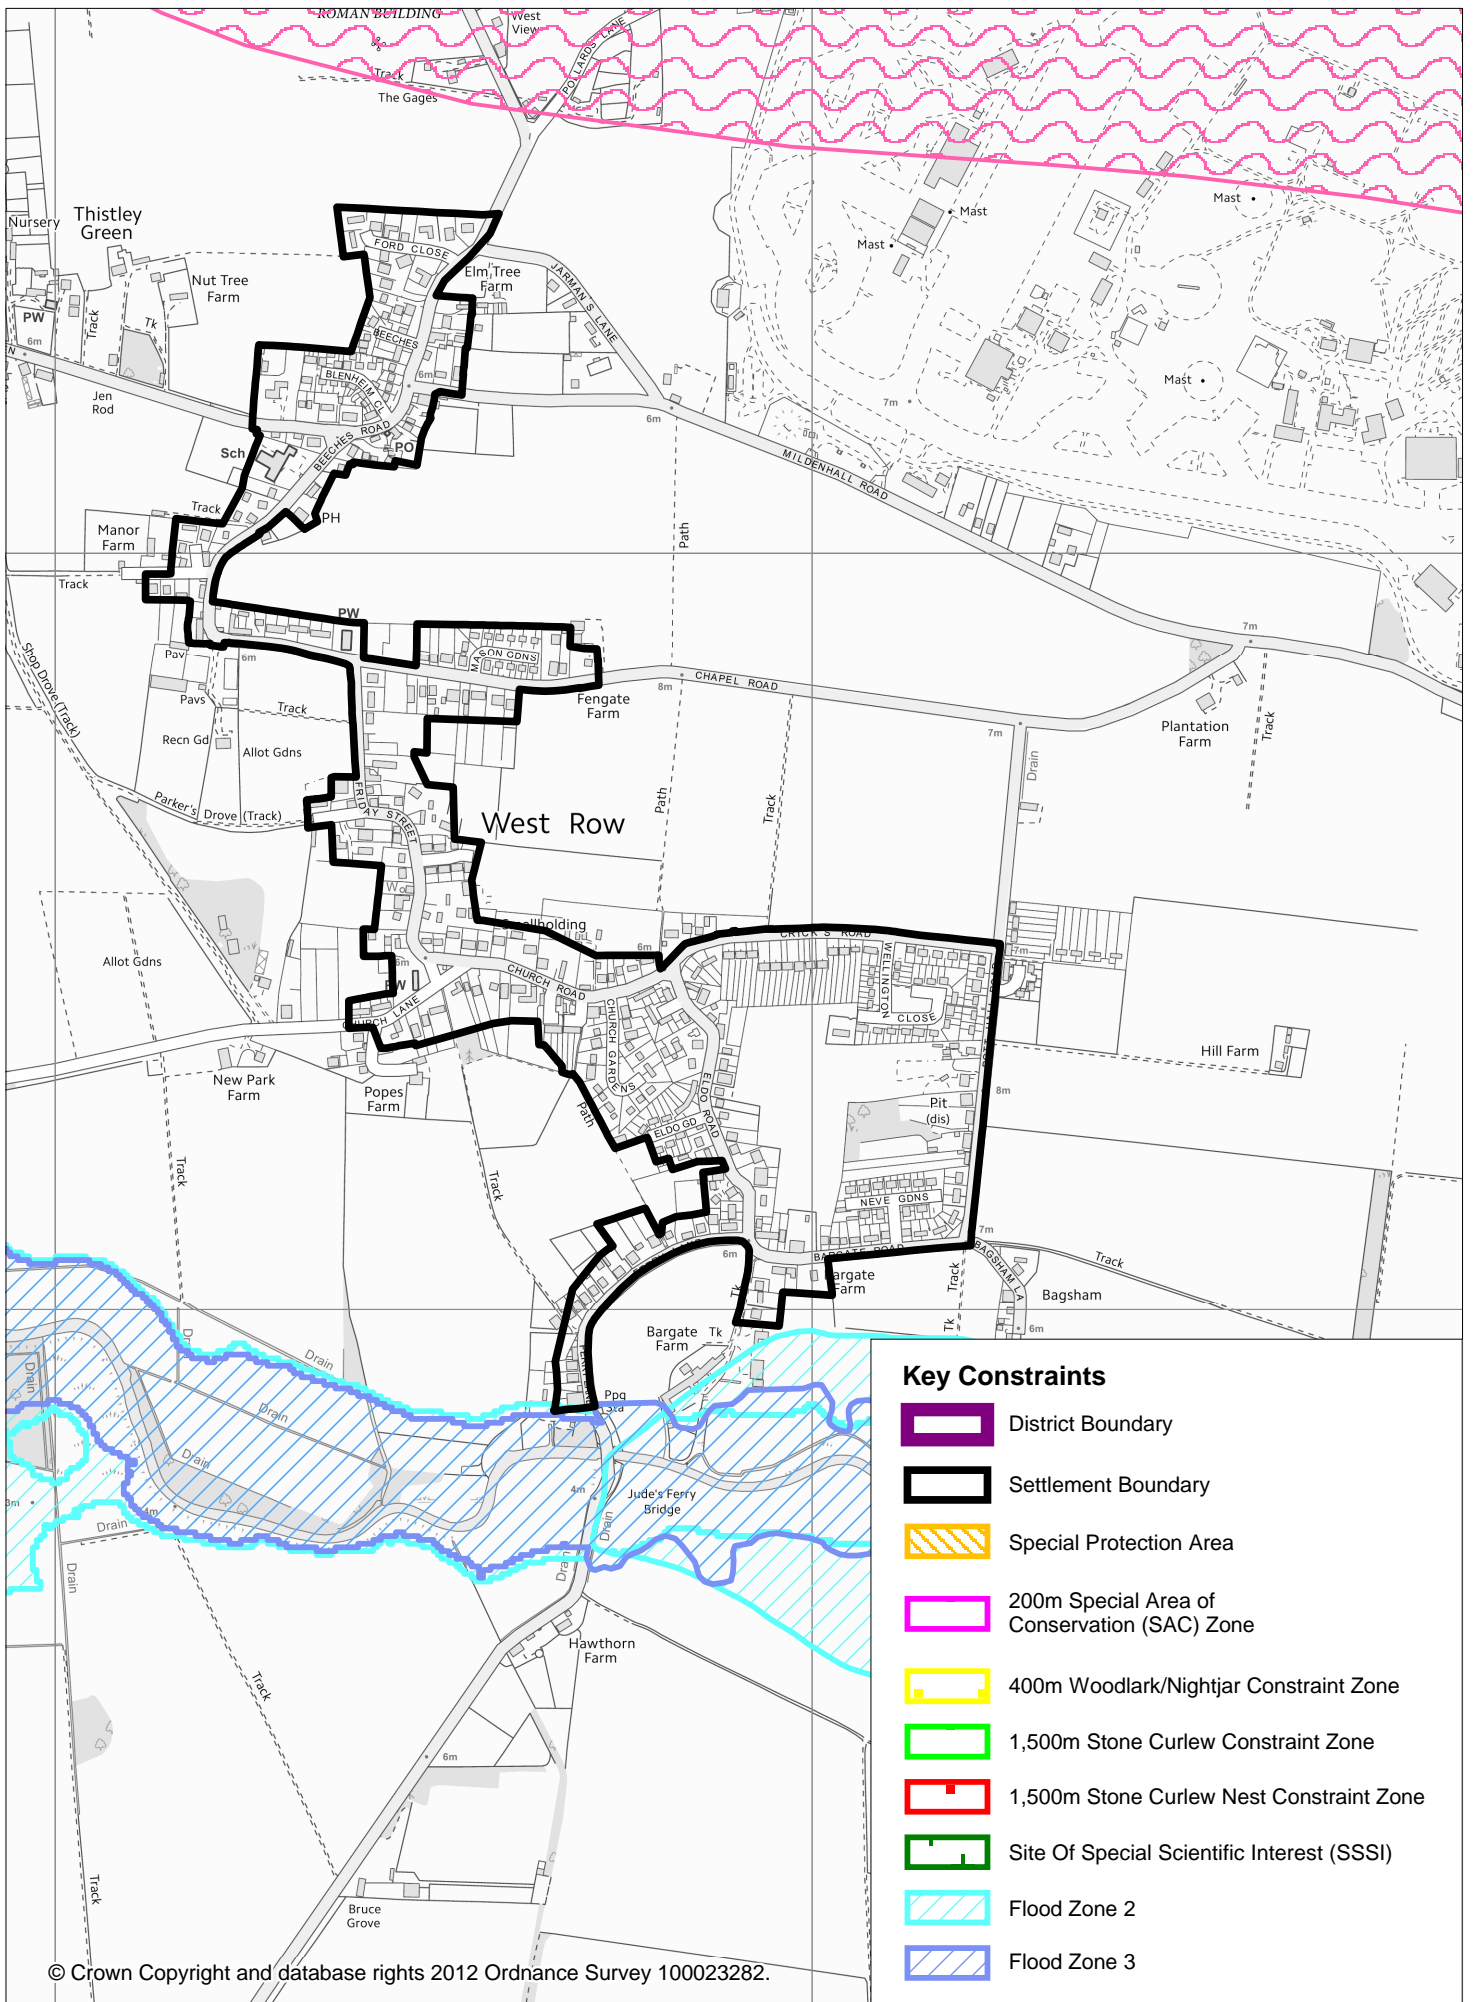 ROMAN BUILDING
West
View
POLLARDS LANE
Track
The Gages
Mast
Mast
Mast
Mast
Nursery
Thistley
Green
Nut Tree
Farm
FORD CLOSE
Elm Tree
Farm
JARMAN'S LANE
PW
6m
Track
Tk
BEECHES
BLENHEIM CL
6m
Jen
Rod
BEECHES ROAD
PO
Sch
6m
7m
MILDENHALL ROAD
Track
PH
Manor
Farm
Path
Track
PW
Shop Drove (Track)
Pav
6m
MASON GDNS
Pavs
Track
8m
CHAPEL ROAD
Fengate
Farm
7m
7m
Plantation
Farm
Track
Recn Gd
Allot Gdns
Drain
Parker's Drove (Track)
FRIDAY STREET
West Row
Path
Track
Smallholding
6m
CRYCK'S ROAD
Allot Gdns
6m
PW
CHURCH LANE
CHURCH ROAD
CHURCH GARDENS
WELLINGTON
CLOSE
7m
New Park
Farm
Popes
Farm
Path
ELDO ROAD
ELDO GD
Pit
(dis)
8m
Hill Farm
Track
Track
NEVE GDNS
7m
6m
BARGATE ROAD
BAGSHAM LA
Track
Track
Bargate
Farm
Bagsham
Tk
Tk
6m
Bargate
Farm
Tk
Drain
Drain
Drain
Drain
Drain
Ppg
Sta
3m
4m
Drain
4m
Jude's Ferry
Bridge
Drain
Drain
Drain
Hawthorn
Farm
Track
6m
Track
Bruce
Grove
Key Constraints
District Boundary
Settlement Boundary
Special Protection Area
200m Special Area of
Conservation (SAC) Zone
400m Woodlark/Nightjar Constraint Zone
1,500m Stone Curlew Constraint Zone
1,500m Stone Curlew Nest Constraint Zone
Site Of Special Scientific Interest (SSSI)
Flood Zone 2
Flood Zone 3
© Crown Copyright and database rights 2012 Ordnance Survey 100023282.